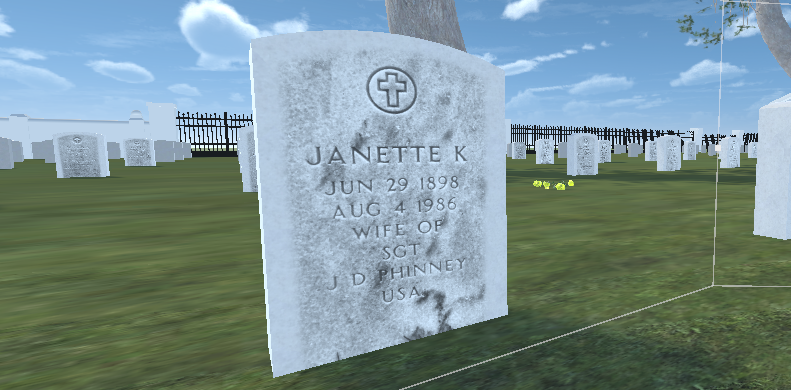 JANETTE K
JUN 29 1898
AUG 4 1986
WIFE OF
SGT
J D PHINNEY
USA